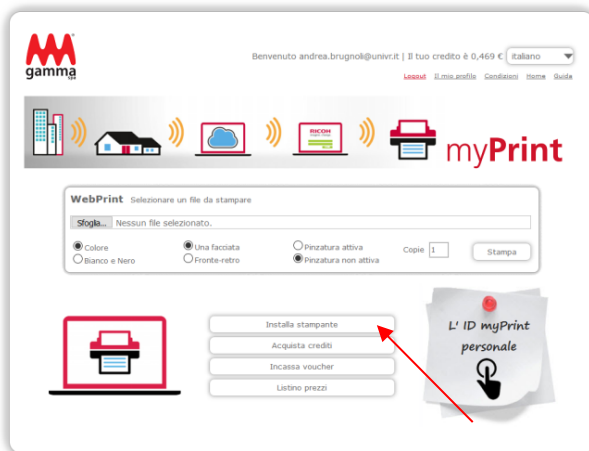 gamma
spa
Benvenuto andrea.brugnoli@univr.it | Il tuo credito è 0,469 € italiano
Logout Il mio profilo Condizioni Home Guida
RICOH
myPrint
WebPrint Selezionare un file da stampare
Sfoglia... Nessun file selezionato.
Colore Una facciata Pinzatura attiva Copie 1 Stampa
Bianco e Nero Fronte-retro Pinzatura non attiva
Installa stampante
Acquista crediti
Incassa voucher
Listino prezzi
L' ID myPrint
personale